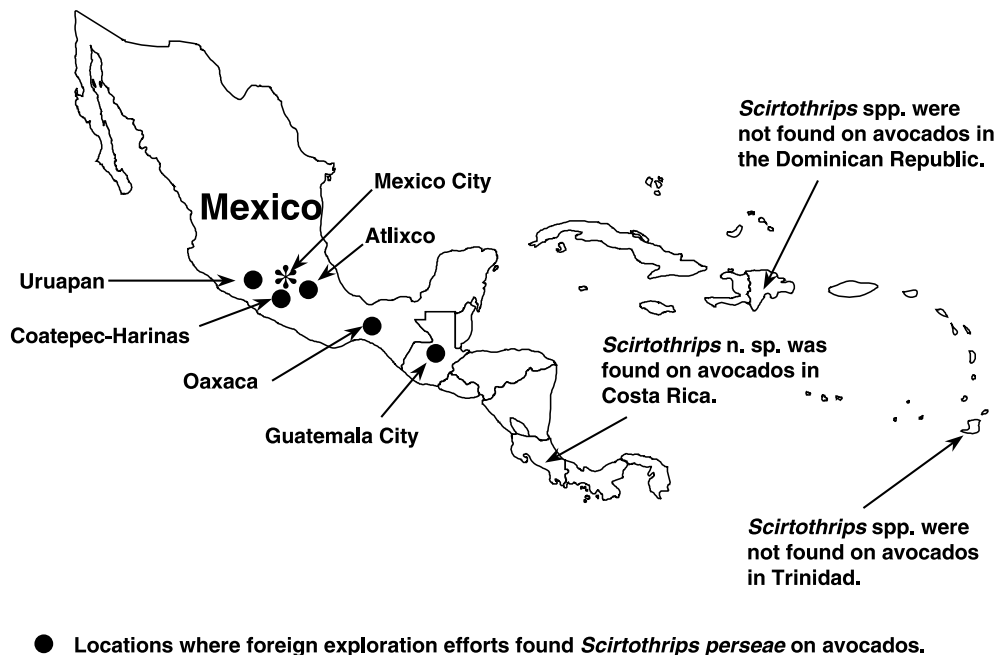 Scirtothrips spp. were
not found on avocados in
the Dominican Republic.
Mexico City
Mexico
Atlixco
Uruapan
Coatepec-Harinas
Oaxaca
Guatemala City
Scirtothrips n. sp. was
found on avocados in
Costa Rica.
Scirtothrips spp. were
not found on avocados
in Trinidad.
Locations where foreign exploration efforts found Scirtothrips perseae on avocados.